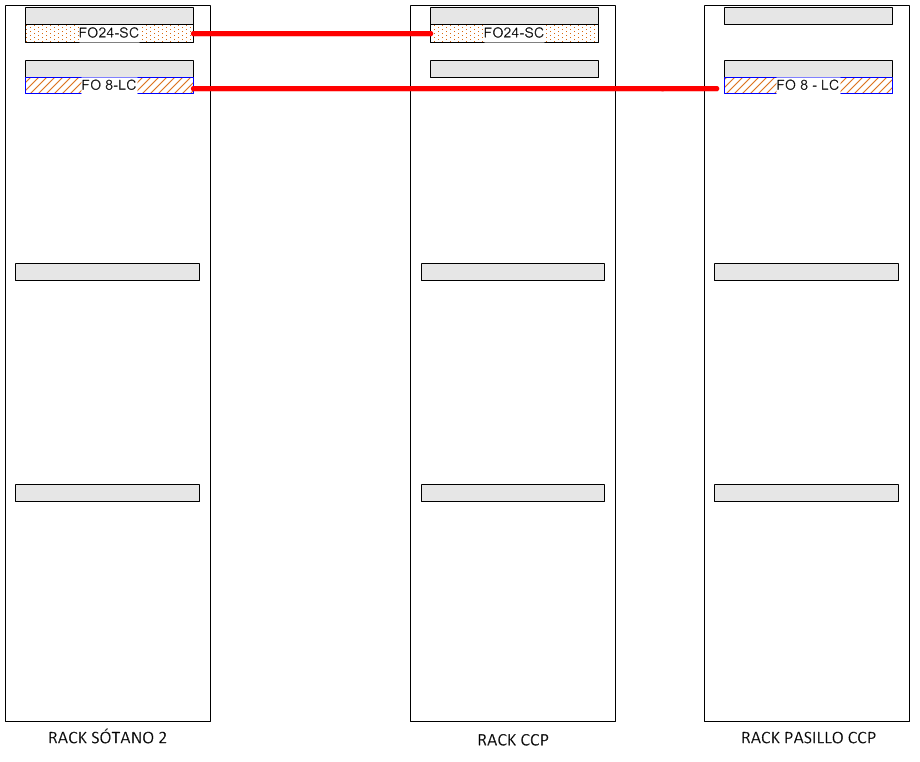 FO24-SC
FO24-SC
FO 8-LC
FO 8 - LC
RACK SÓTANO 2
RACK CCP
RACK PASILLO CCP